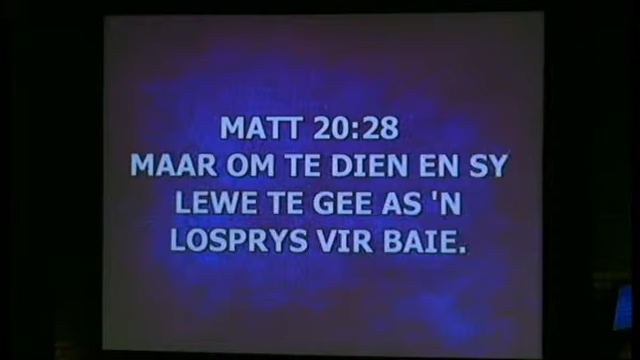 MATT 20:28
MAAR OM TE DIEN EN SY
LEWE TE GEE AS 'N
LOSPRYS VIR BAIE.